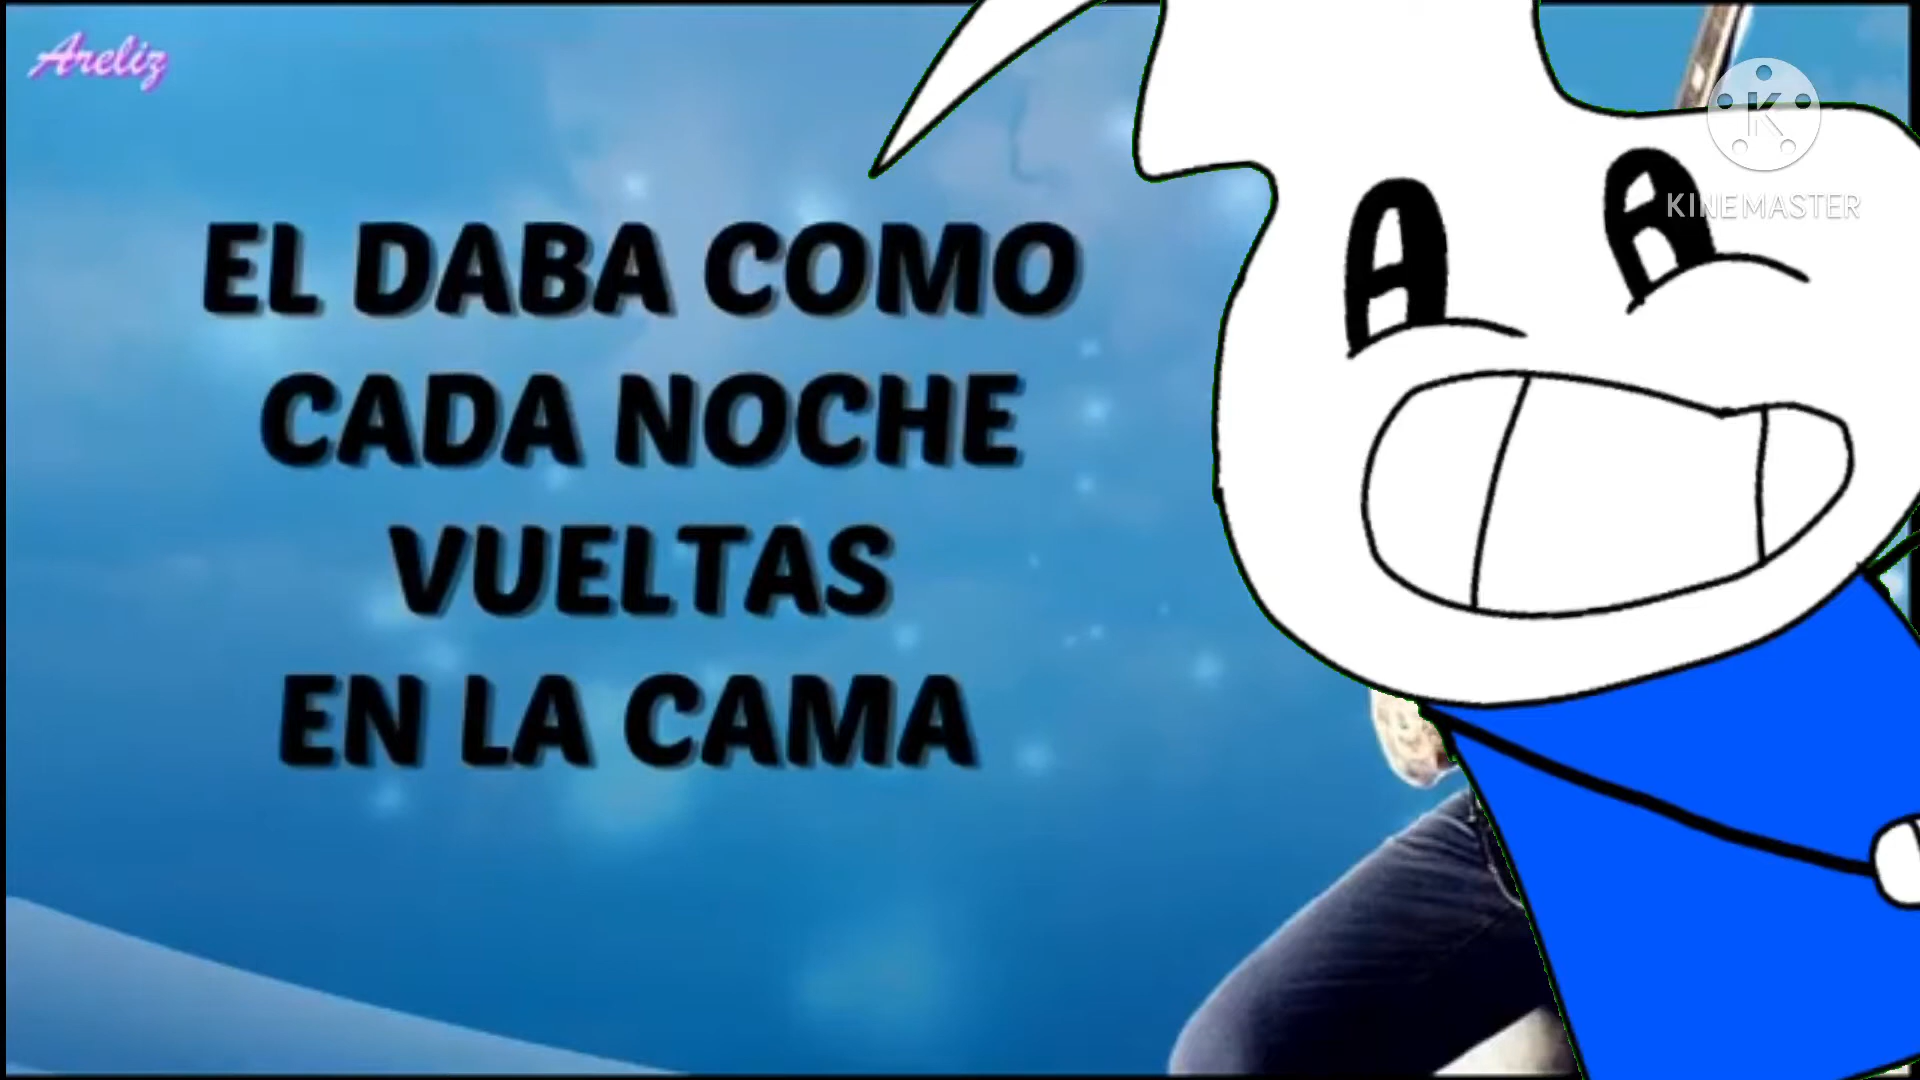 Areliz
KINEMASTER
EL DABA COMO
CADA NOCHE
VUELTAS
EN LA CAMA